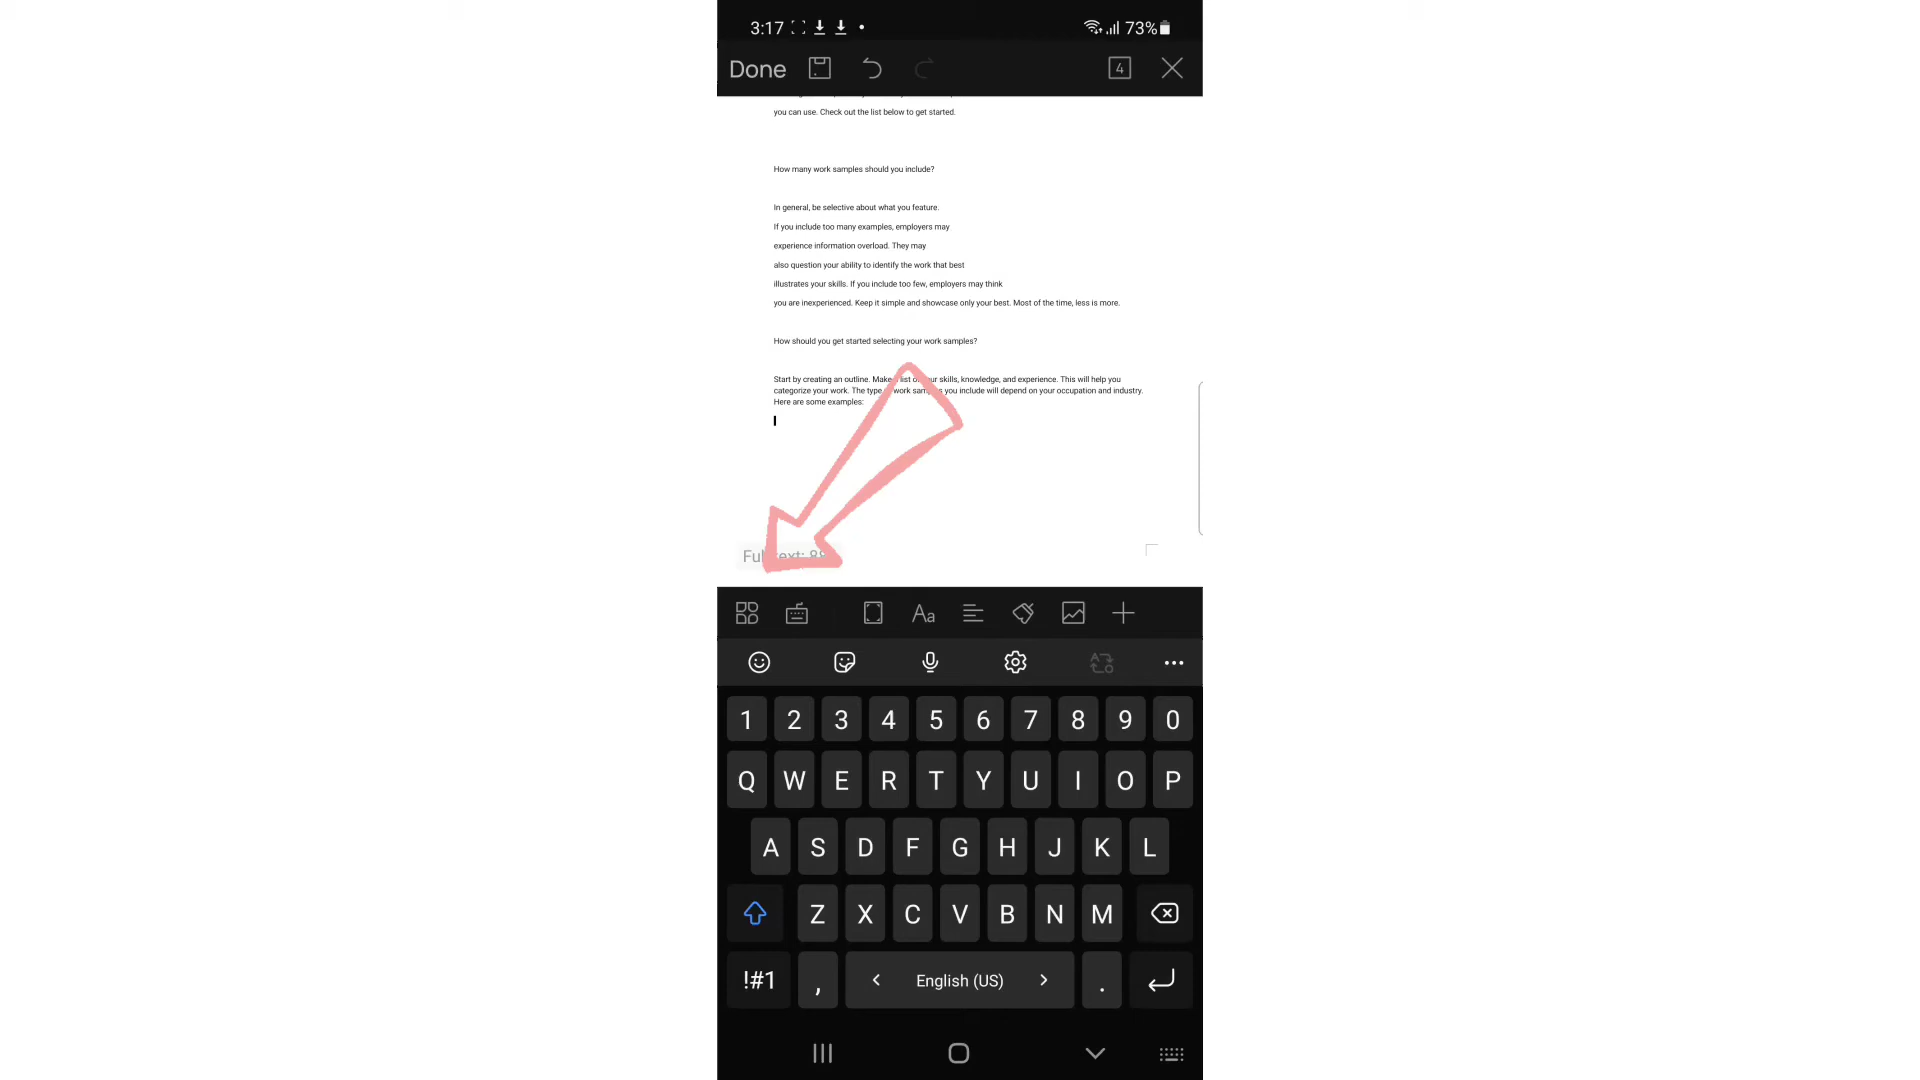 3:17
73%
Done
4
you can use. Check out the list below to get started.
How many work samples should you include?
In general, be selective about what you feature.
If you include too many examples, employers may
experience information overload. They may
also question your ability to identify the work that best
illustrates your skills. If you include too few, employers may think
you are inexperienced. Keep it simple and showcase only your best. Most of the time, less is more.
How should you get started selecting your work samples?
Start by creating an outline. Make list skills, knowledge, and experience. This will help you
categorize your work. The type work you include will depend on your occupation and industry.
Here are some examples:
Aa
1 2 3 4 5 6 7 8 9 0
Q W E R T Y U I O P
A S D F G H J K L
Z X C V B N M
!#1 , < English (US) > .